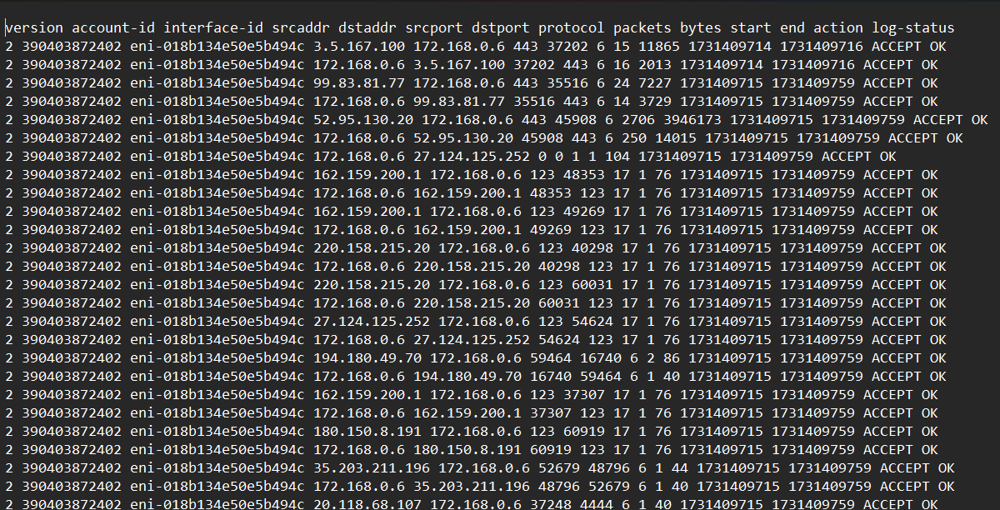 version account-id interface-id srcaddr dstaddr srcport dstport protocol packets bytes start end action log-status
2 390403872402 eni-018b134e50e5b494c 3.5.167.100 172.168.0.6 443 37202 6 15 11865 1731409714 1731409716 ACCEPT OK
2 390403872402 eni-018b134e50e5b494c 172.168.0.6 3.5.167.100 37202 443 6 16 2013 1731409714 1731409716 ACCEPT OK
2 390403872402 eni-018b134e50e5b494c 99.83.81.77 172.168.0.6 443 35516 6 24 7227 1731409715 1731409759 ACCEPT OK
2 390403872402 eni-018b134e50e5b494c 172.168.0.6 99.83.81.77 35516 443 6 14 3729 1731409715 1731409759 ACCEPT OK
2 390403872402 eni-018b134e50e5b494c 52.95.130.20 172.168.0.6 443 45908 6 2706 3946173 1731409715 1731409759 ACCEPT OK
2 390403872402 eni-018b134e50e5b494c 172.168.0.6 52.95.130.20 45908 443 6 250 14015 1731409715 1731409759 ACCEPT OK
2 390403872402 eni-018b134e50e5b494c 172.168.0.6 27.124.125.252 0 0 1 1 104 1731409715 1731409759 ACCEPT OK
2 390403872402 eni-018b134e50e5b494c 162.159.200.1 172.168.0.6 123 48353 17 1 76 1731409715 1731409759 ACCEPT OK
2 390403872402 eni-018b134e50e5b494c 172.168.0.6 162.159.200.1 48353 123 17 1 76 1731409715 1731409759 ACCEPT OK
2 390403872402 eni-018b134e50e5b494c 162.159.200.1 172.168.0.6 123 49269 17 1 76 1731409715 1731409759 ACCEPT OK
2 390403872402 eni-018b134e50e5b494c 172.168.0.6 162.159.200.1 49269 123 17 1 76 1731409715 1731409759 ACCEPT OK
2 390403872402 eni-018b134e50e5b494c 220.158.215.20 172.168.0.6 123 40298 17 1 76 1731409715 1731409759 ACCEPT OK
2 390403872402 eni-018b134e50e5b494c 172.168.0.6 220.158.215.20 40298 123 17 1 76 1731409715 1731409759 ACCEPT OK
2 390403872402 eni-018b134e50e5b494c 220.158.215.20 172.168.0.6 123 60031 17 1 76 1731409715 1731409759 ACCEPT OK
2 390403872402 eni-018b134e50e5b494c 172.168.0.6 220.158.215.20 60031 123 17 1 76 1731409715 1731409759 ACCEPT OK
2 390403872402 eni-018b134e50e5b494c 27.124.125.252 172.168.0.6 123 54624 17 1 76 1731409715 1731409759 ACCEPT OK
2 390403872402 eni-018b134e50e5b494c 172.168.0.6 27.124.125.252 54624 123 17 1 76 1731409715 1731409759 ACCEPT OK
2 390403872402 eni-018b134e50e5b494c 194.180.49.70 172.168.0.6 59464 16740 6 2 86 1731409715 1731409759 ACCEPT OK
2 390403872402 eni-018b134e50e5b494c 172.168.0.6 194.180.49.70 16740 59464 6 1 40 1731409715 1731409759 ACCEPT OK
2 390403872402 eni-018b134e50e5b494c 162.159.200.1 172.168.0.6 123 37307 17 1 76 1731409715 1731409759 ACCEPT OK
2 390403872402 eni-018b134e50e5b494c 172.168.0.6 162.159.200.1 37307 123 17 1 76 1731409715 1731409759 ACCEPT OK
2 390403872402 eni-018b134e50e5b494c 180.150.8.191 172.168.0.6 123 60919 17 1 76 1731409715 1731409759 ACCEPT OK
2 390403872402 eni-018b134e50e5b494c 172.168.0.6 180.150.8.191 60919 123 17 1 76 1731409715 1731409759 ACCEPT OK
2 390403872402 eni-018b134e50e5b494c 35.203.211.196 172.168.0.6 52679 48796 6 1 44 1731409715 1731409759 ACCEPT OK
2 390403872402 eni-018b134e50e5b494c 172.168.0.6 35.203.211.196 48796 52679 6 1 40 1731409715 1731409759 ACCEPT OK
2 390403872402 eni-018b134e50e5b494c 20.118.68.107 172.168.0.6 37248 4444 6 1 40 1731409715 1731409759 ACCEPT OK